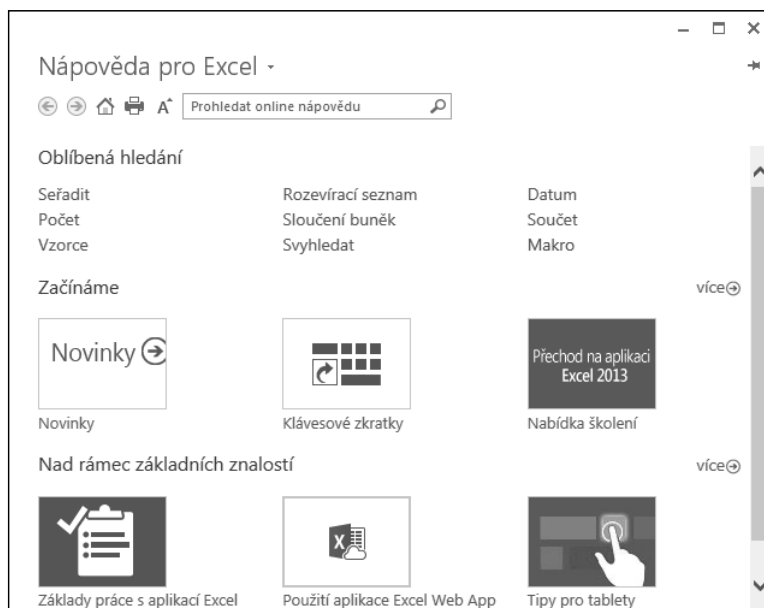 Nápověda pro Excel
Prohledat online nápovědu
Oblíbená hledání
Seřadit Rozevírací seznam Datum
Počet Sloučení buněk Součet
Vzorce Svyhledat Makro
Začínáme více
Novinky
Přechod na aplikaci
Excel 2013
Novinky Klávesové zkratky Nabídka školení
Nad rámec základních znalostí více
Základy práce s aplikací Excel Použití aplikace Excel Web App Tipy pro tablety